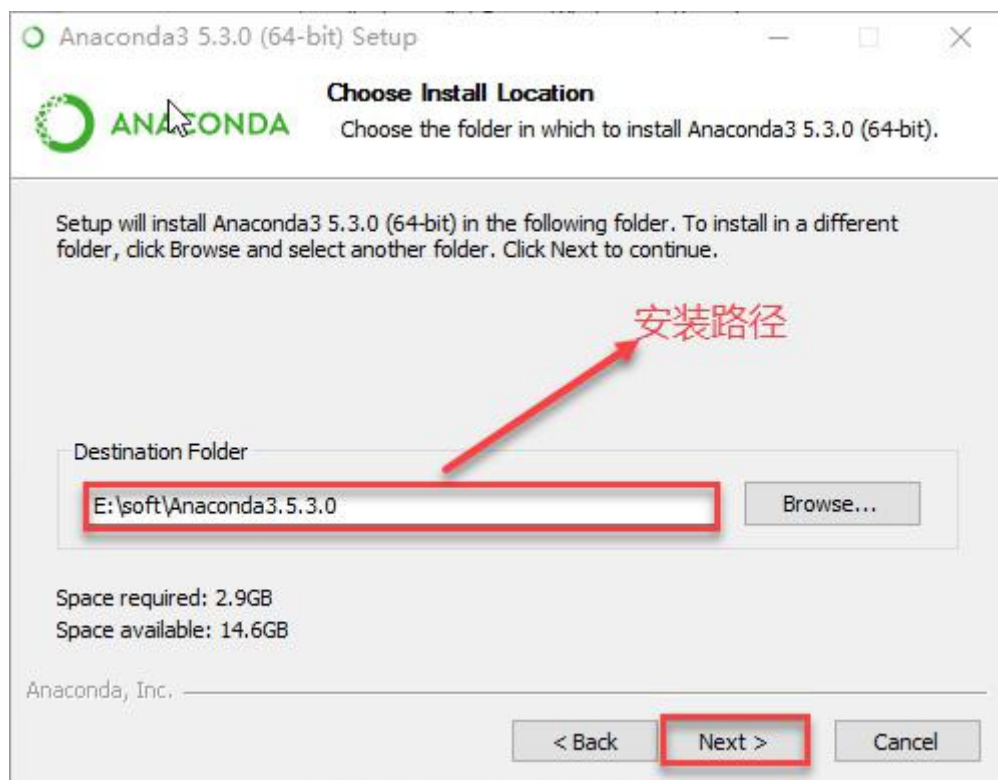 Anaconda3 5.3.0 (64-bit) Setup
ANACONDA
Choose Install Location
Choose the folder in which to install Anaconda3 5.3.0 (64-bit).
Setup will install Anaconda3 5.3.0 (64-bit) in the following folder. To install in a different
folder, click Browse and select another folder. Click Next to continue.
安装路径
Destination Folder
E:\soft\Anaconda3.5.3.0
Browse...
Space required: 2.9GB
Space available: 14.6GB
Anaconda, Inc.
< Back
Next >
Cancel